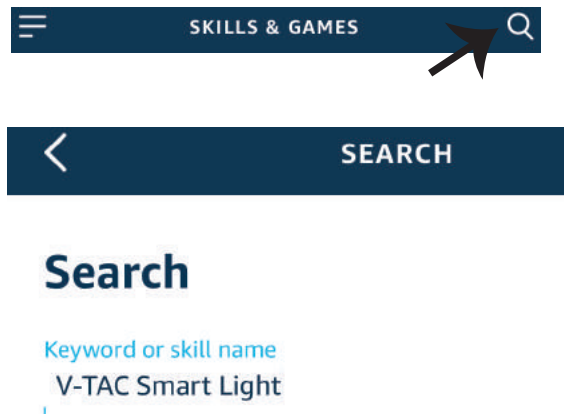 SKILLS & GAMES
SEARCH
Search
Keyword or skill name
V-TAC Smart Light